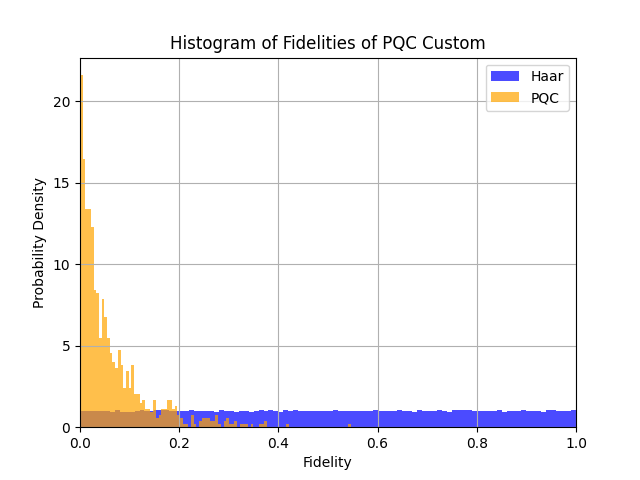 Histogram of Fidelities of PQC Custom
Haar
PQC
Probability Density
20
15
10
5
0
0.0 0.2 0.4 0.6 0.8 1.0
Fidelity